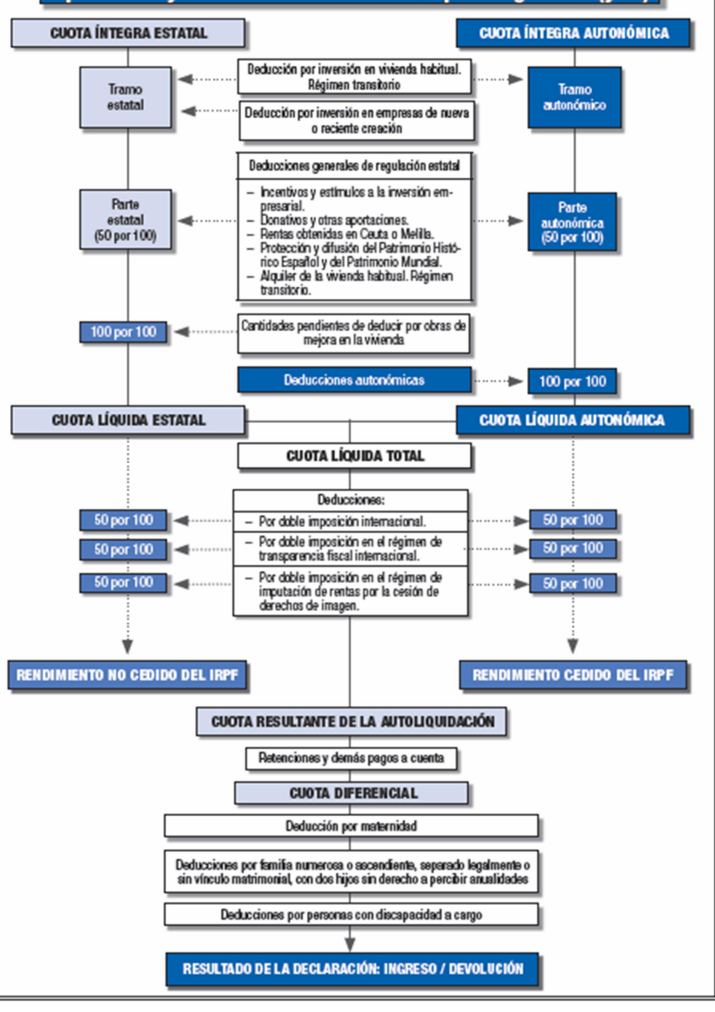 CUOTA ÍNTEGRA ESTATAL
CUOTA ÍNTEGRA AUTONÓMICA
Tramo
estatal
Deducción por inversión en vivienda habitual.
Régimen transitorio
Deducción por inversión en empresas de nueva
o reciente creación
Tramo
autonómico
Deducciones generales de regulación estatal
– Incentivos y estímulos a la inversión em-
presarial.
– Donativos y otras aportaciones.
– Rentas obtenidas en Ceuta o Melilla.
– Protección y difusión del Patrimonio Histó-
rico Español y del Patrimonio Mundial.
– Alquiler de la vivienda habitual. Régimen
transitorio.
Parte
estatal
(50 por 100)
Parte
autonómica
(50 por 100)
100 por 100
Cantidades pendientes de deducir por obras de
mejora en la vivienda
Deducciones autonómicas
100 por 100
CUOTA LÍQUIDA ESTATAL
CUOTA LÍQUIDA AUTONÓMICA
CUOTA LÍQUIDA TOTAL
Deducciones:
50 por 100
– Por doble imposición internacional.
50 por 100
50 por 100
– Por doble imposición en el régimen de
transparencia fiscal internacional.
50 por 100
50 por 100
– Por doble imposición en el régimen de
imputación de rentas por la cesión de
derechos de imagen.
50 por 100
RENDIMIENTO NO CEDIDO DEL IRPF
RENDIMIENTO CEDIDO DEL IRPF
CUOTA RESULTANTE DE LA AUTOLIQUIDACIÓN
Retenciones y demás pagos a cuenta
CUOTA DIFERENCIAL
Deducción por maternidad
Deducciones por familia numerosa o ascendiente, separado legalmente o
sin vínculo matrimonial, con dos hijos sin derecho a percibir anualidades
Deducciones por personas con discapacidad a cargo
RESULTADO DE LA DECLARACIÓN: INGRESO / DEVOLUCIÓN